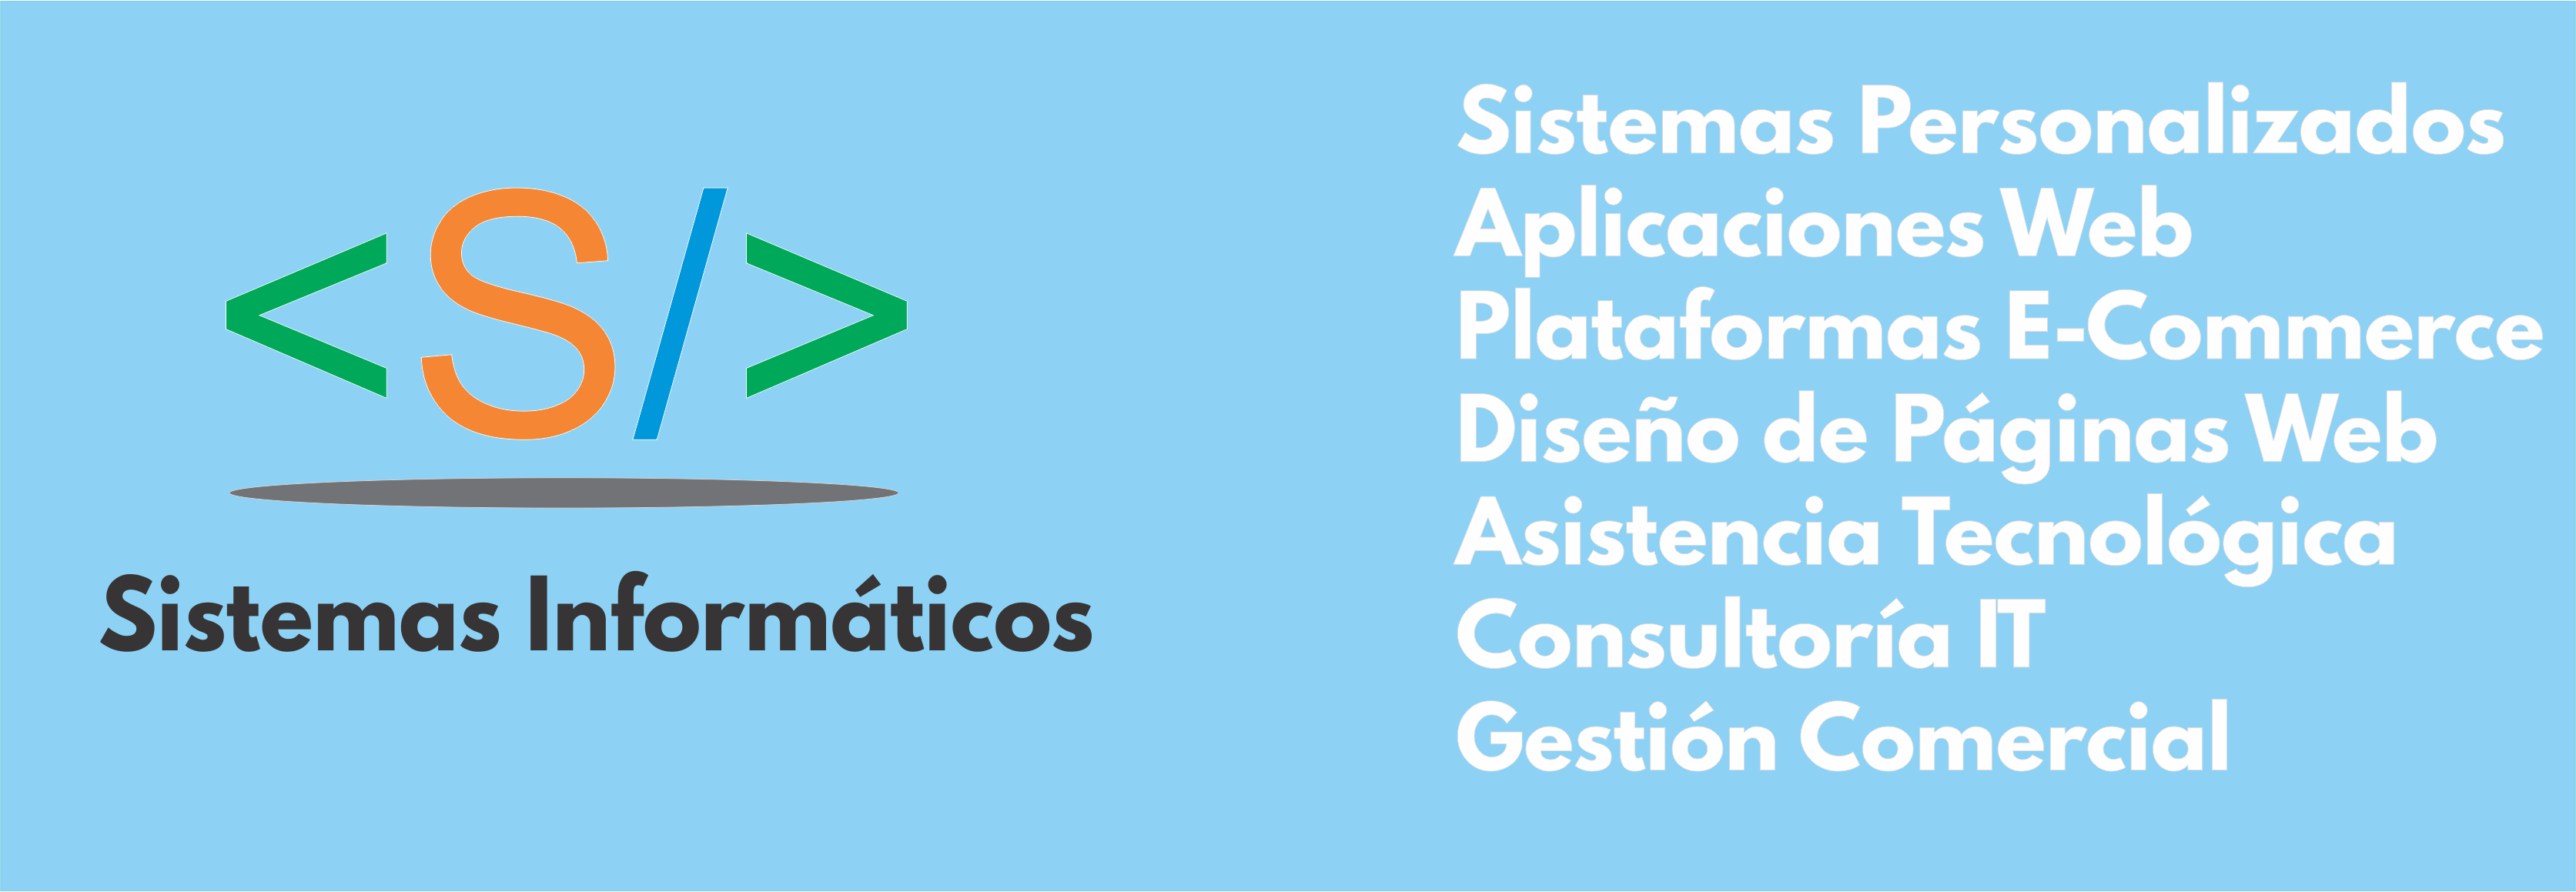 <S/>
Sistemas Informáticos
Sistemas Personalizados
Aplicaciones Web
Plataformas E-Commerce
Diseño de Páginas Web
Asistencia Tecnológica
Consultoría IT
Gestión Comercial